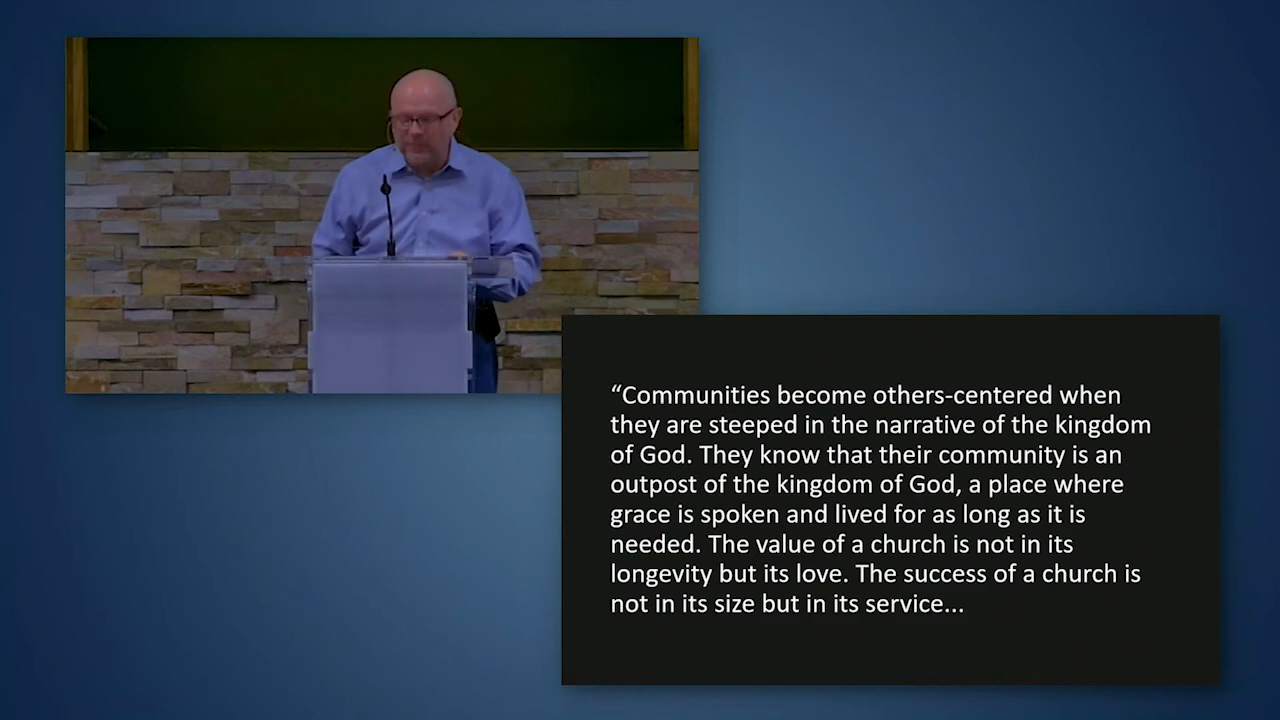 “Communities become others-centered when
they are steeped in the narrative of the kingdom
of God. They know that their community is an
outpost of the kingdom of God, a place where
grace is spoken and lived for as long as it is
needed. The value of a church is not in its
longevity but its love. The success of a church is
not in its size but in its service...